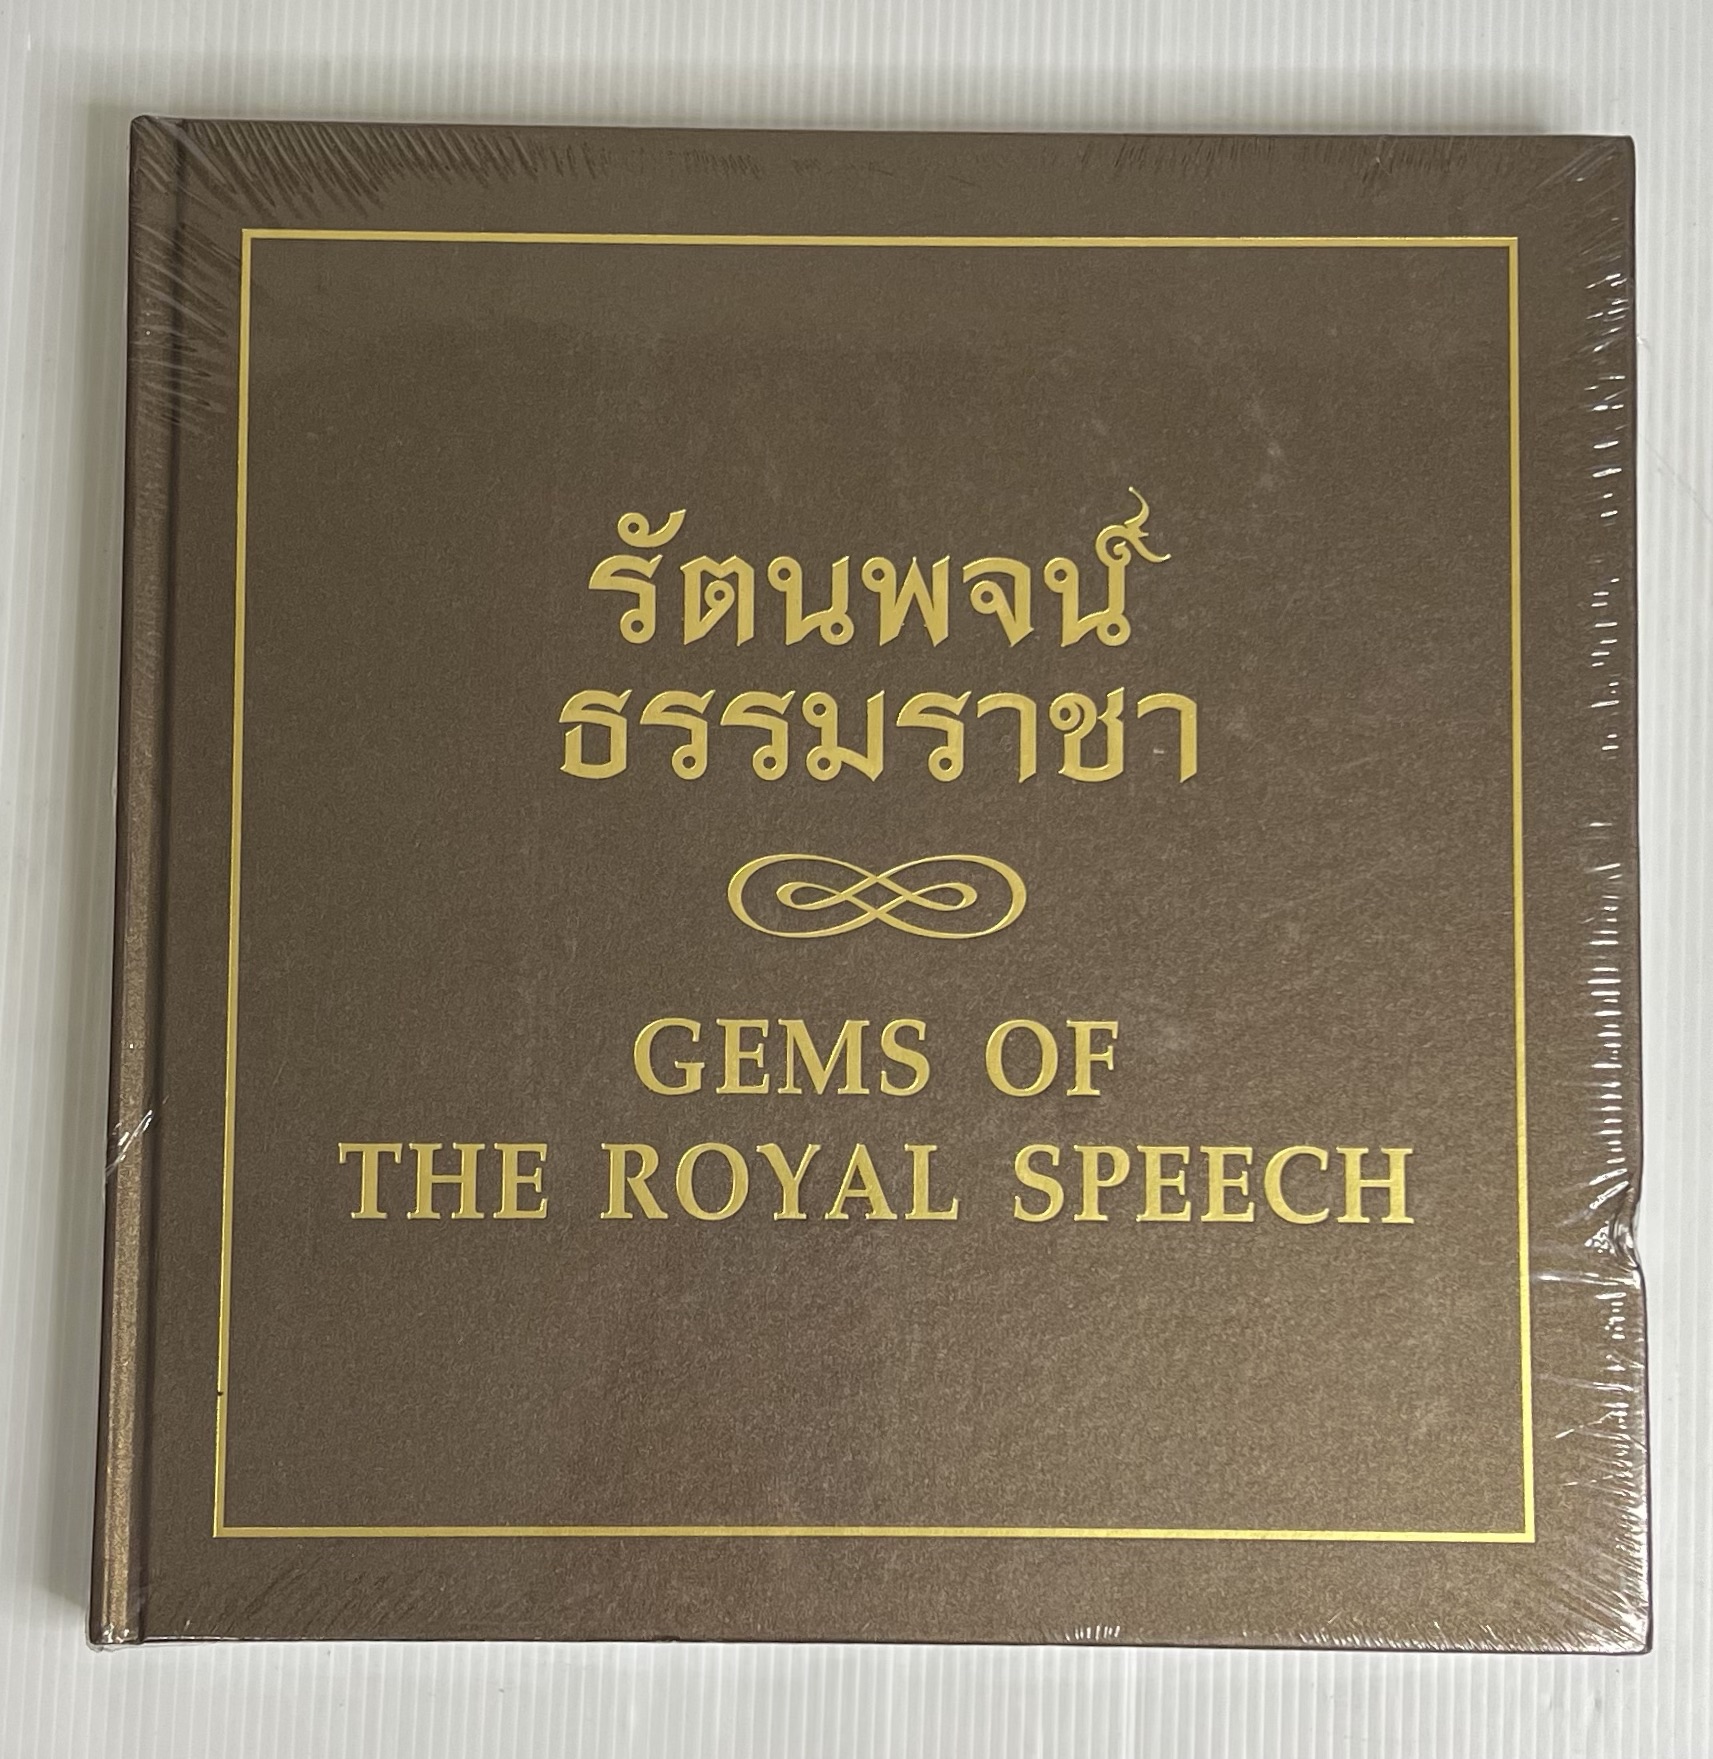 รัตนพจน์
ธรรมราชา
GEMS OF
THE ROYAL SPEECH